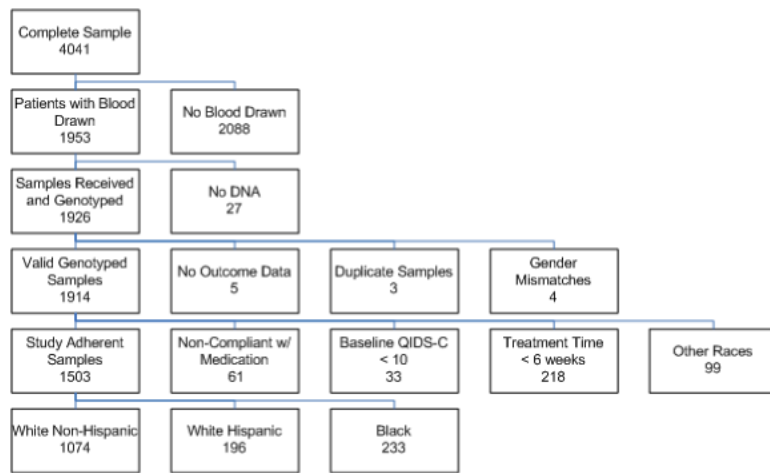 Complete Sample
4041
Patients with Blood
Drawn
1953
No Blood Drawn
2088
Samples Received
and Genotyped
1926
No DNA
27
Valid Genotyped
Samples
1914
No Outcome Data
5
Duplicate Samples
3
Gender
Mismatches
4
Study Adherent
Samples
1503
Non-Compliant w/
Medication
61
Baseline QIDS-C
< 10
33
Treatment Time
< 6 weeks
218
Other Races
99
White Non-Hispanic
1074
White Hispanic
196
Black
233